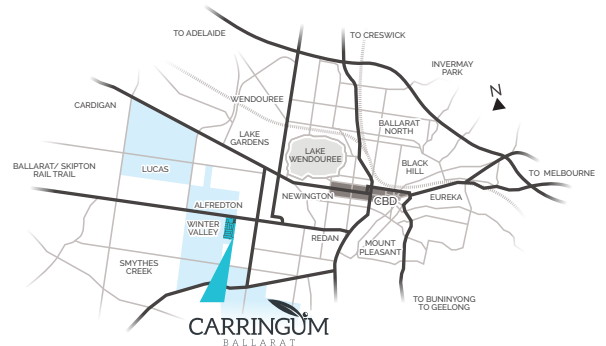 TO ADELAIDE
TO CRESWICK
INVERMAY
PARK
N
CARDIGAN
WENDOUREE
BALLARAT
NORTH
LAKE
GARDENS
LAKE
WENDOUREE
BALLARAT/ SKIPTON
RAIL TRAIL
LUCAS
BLACK
HILL
TO MELBOURNE
NEWINGTON
CBD
EUREKA
ALFREDTON
WINTER
VALLEY
REDAN
MOUNT
PLEASANT
SMYTHES
CREEK
TO BUNINYONG
TO GEELONG
CARRINGUM
BALLARAT